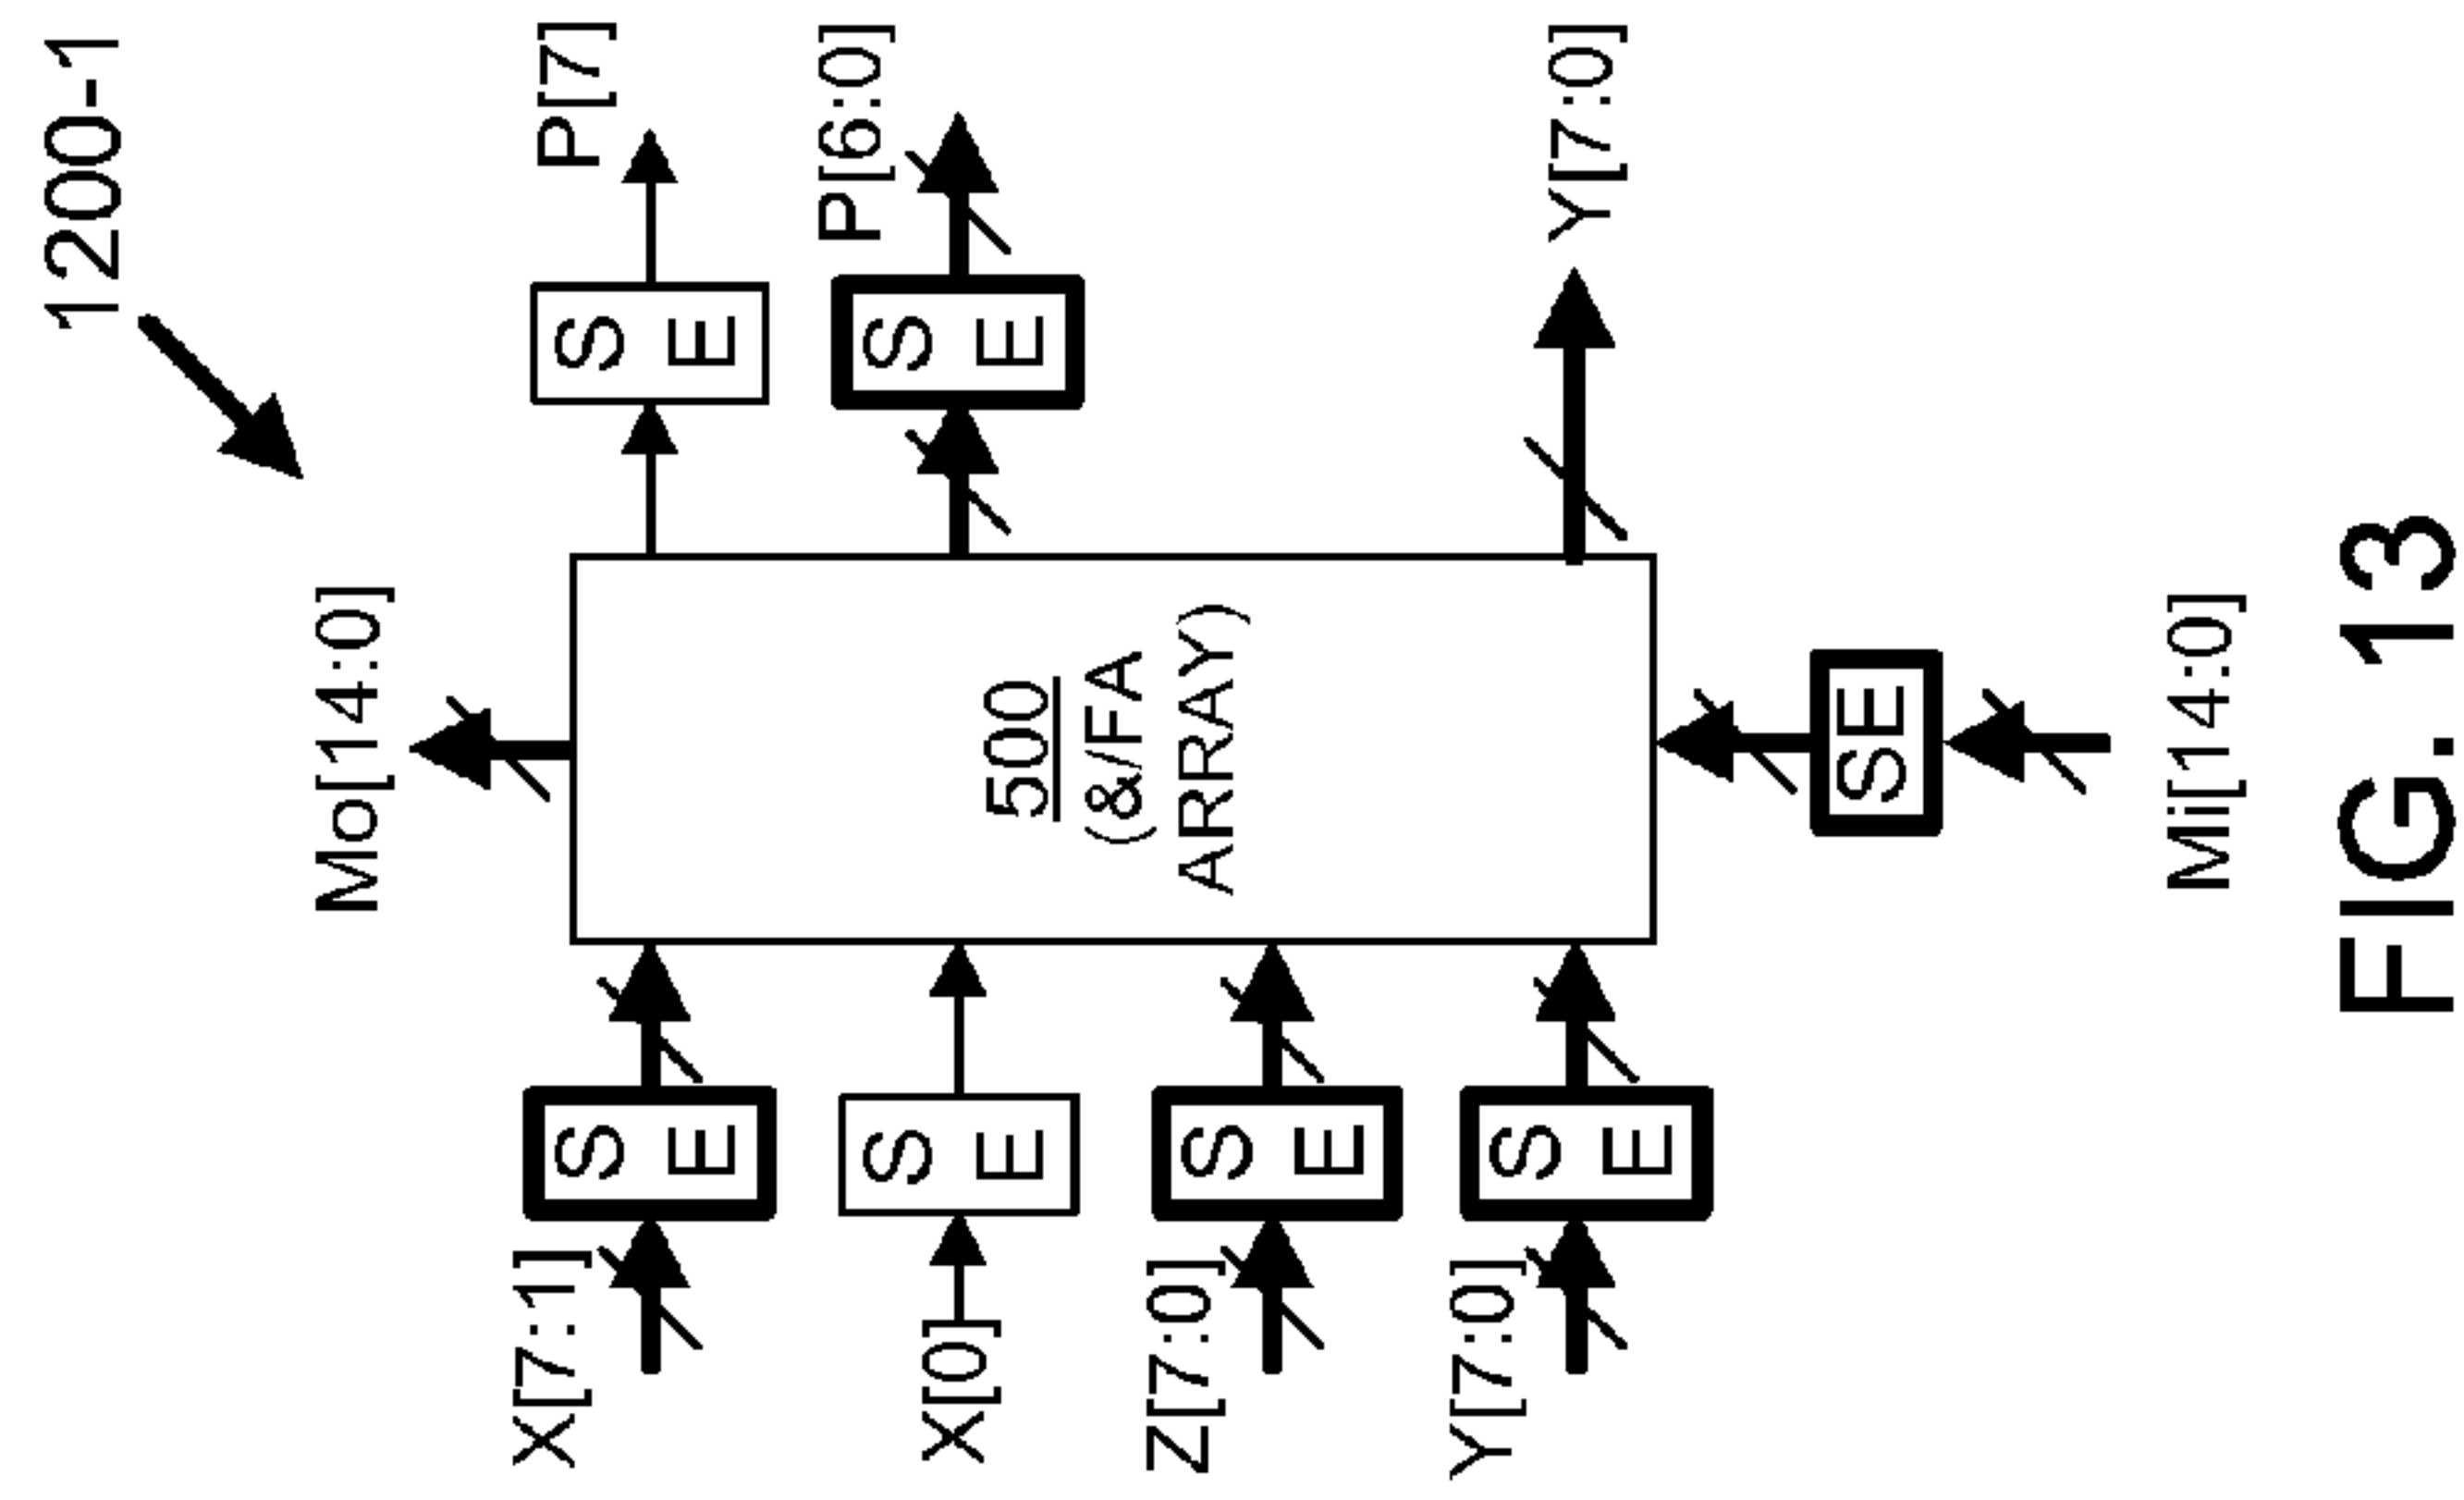 1200-1
Mo[14:0]
X[7:1]
S
E
S
E
P[7]
X[0]
S
E
S
E
P[6:0]
500
(&/FA
ARRAY)
Z[7:0]
S
E
Y[7:0]
S
E
Y[7:0]
SE
Mi[14:0]
FIG. 13